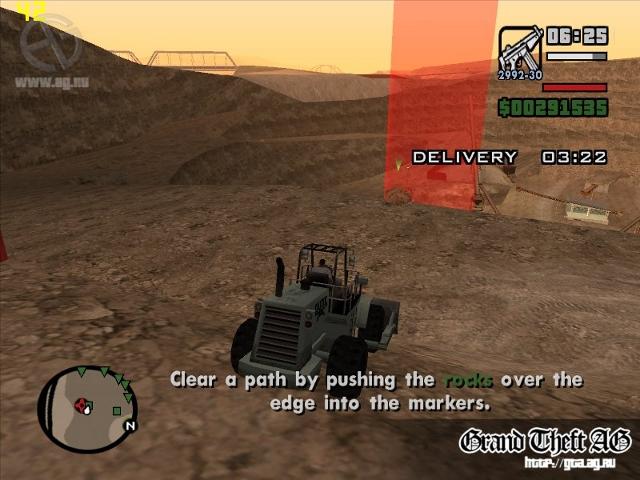 42
www.ag.ru
06:25
2992-30
$00291535
DELIVERY 03:22
Clear a path by pushing the rocks over the
edge into the markers.
N
Grand Theft AG
http://gta.ag.ru